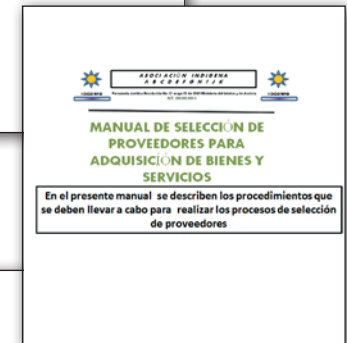 ASOCIACIÓN INDIGENA
A B C D E F G H I J K
MANUAL DE SELECCIÓN DE
PROVEEDORES PARA
ADQUISICIÓN DE BIENES Y
SERVICIOS
En el presente manual se describen los procedimientos que
se deben llevar a cabo para realizar los procesos de selección
de proveedores